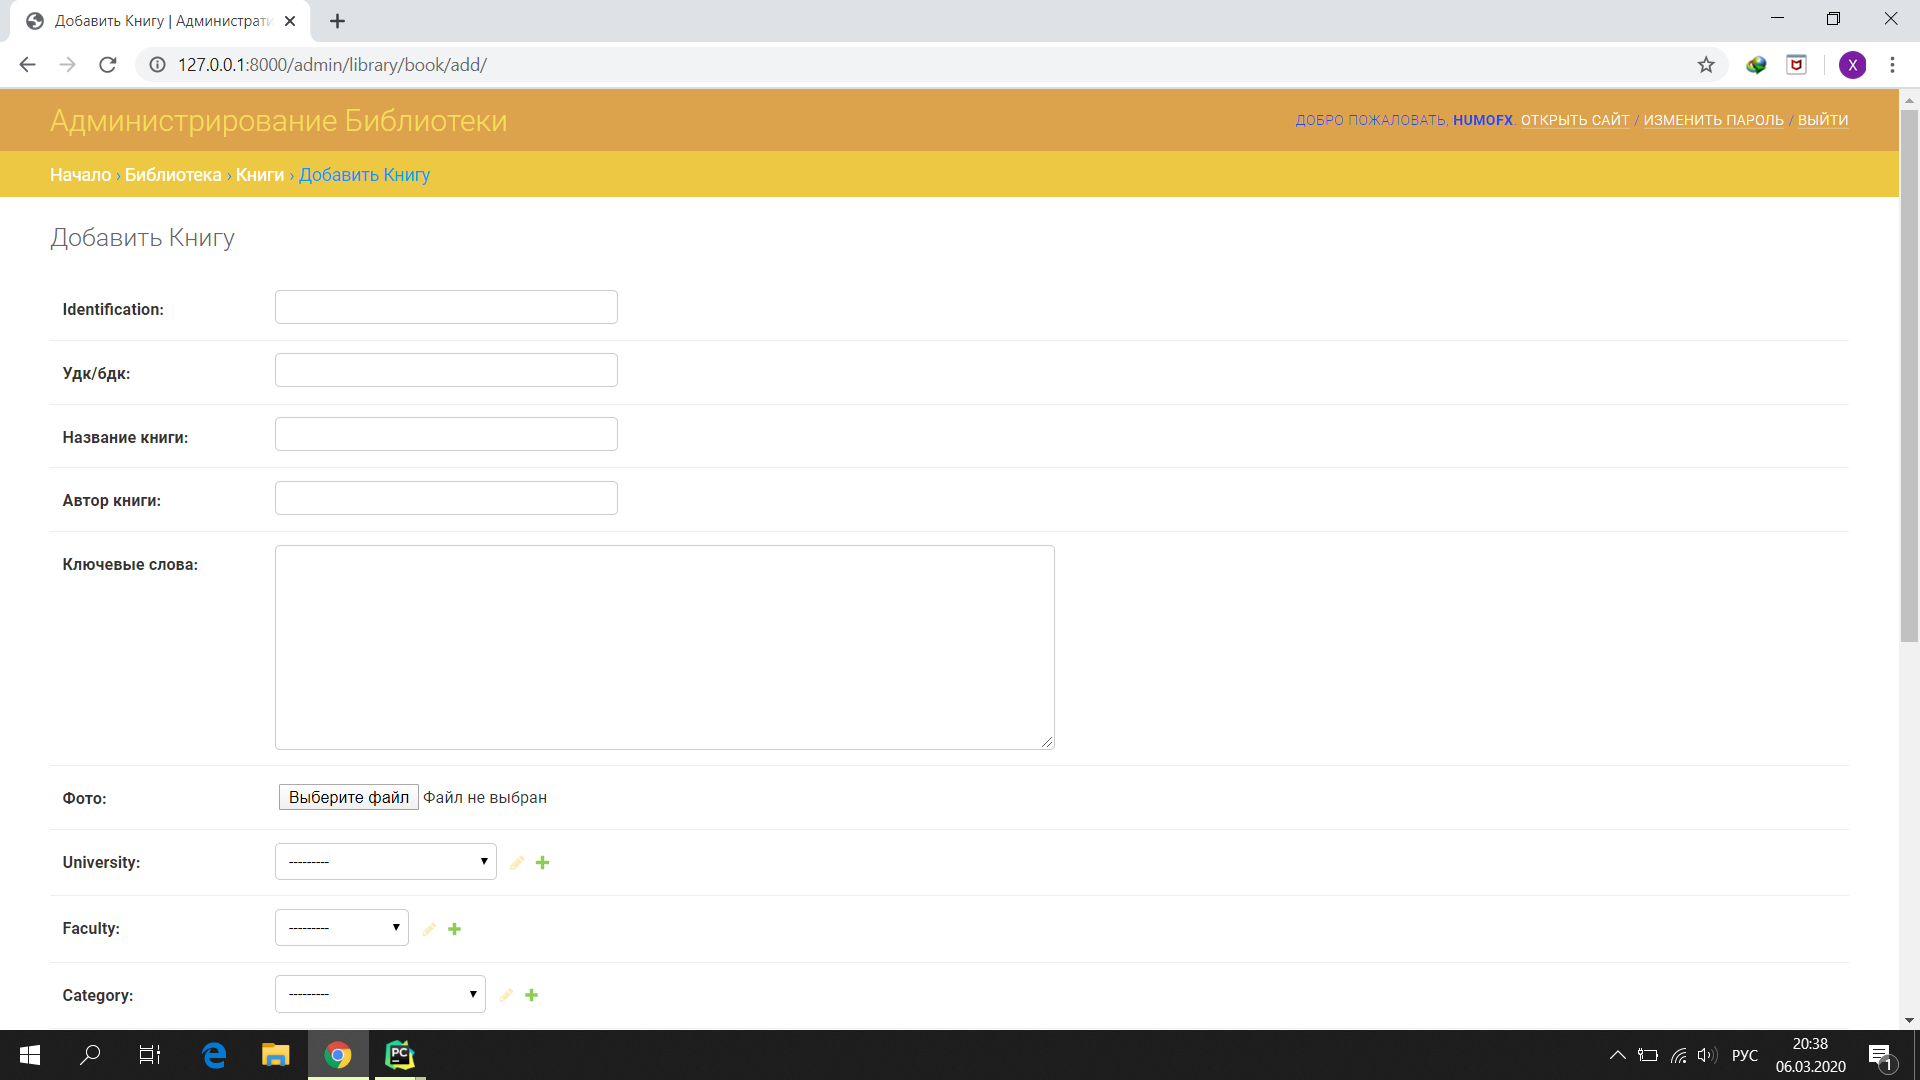 Добавить Книгу | Администрати
127.0.0.1:8000/admin/library/book/add/
X
Администрирование Библиотеки
ДОБРО ПОЖАЛОВАТЬ, HUMOFX. ОТКРЫТЬ САЙТ / ИЗМЕНИТЬ ПАРОЛЬ / ВЫЙТИ
Начало › Библиотека › Книги › Добавить Книгу
Добавить Книгу
Identification:
Удк/бдк:
Название книги:
Автор книги:
Ключевые слова:
Фото: Выберите файл Файл не выбран
University: ---------
Faculty: ---------
Category: ---------
PC
РУС
20:38
06.03.2020
1